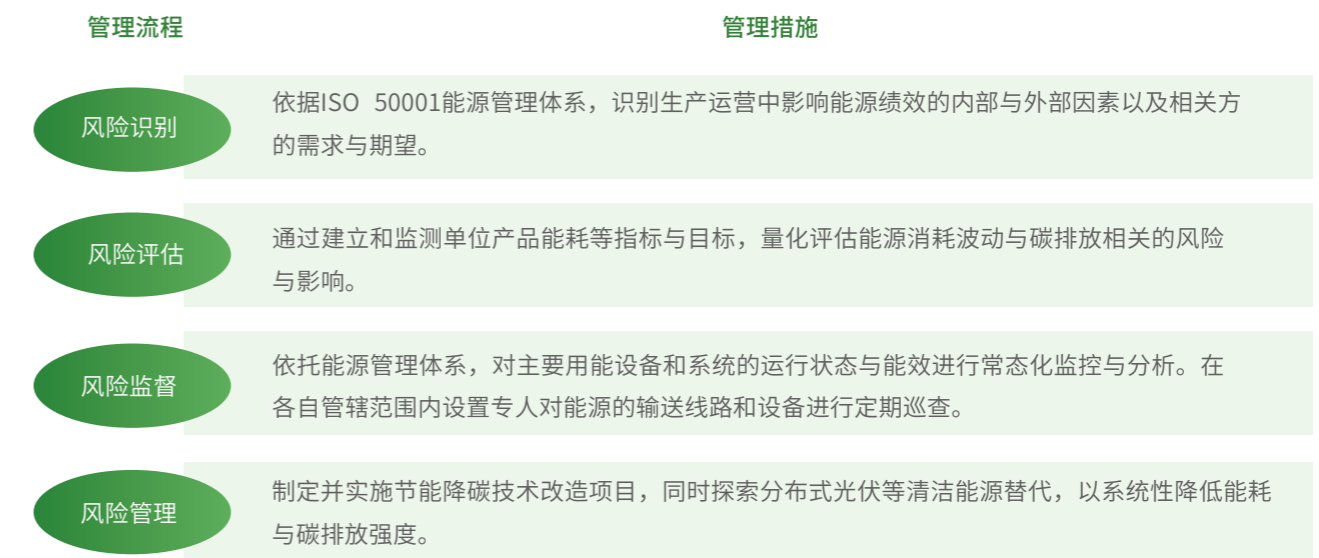 管理流程 管理措施
风险识别
依据ISO 50001能源管理体系，识别生产运营中影响能源绩效的内部与外部因素以及相关方
的需求与期望。
风险评估
通过建立和监测单位产品能耗等指标与目标，量化评估能源消耗波动与碳排放相关的风险
与影响。
风险监督
依托能源管理体系，对主要用能设备和系统的运行状态与能效进行常态化监控与分析。在
各自管辖范围内设置专人对能源的输送线路和设备进行定期巡查。
风险管理
制定并实施节能降碳技术改造项目，同时探索分布式光伏等清洁能源替代，以系统性降低能耗
与碳排放强度。